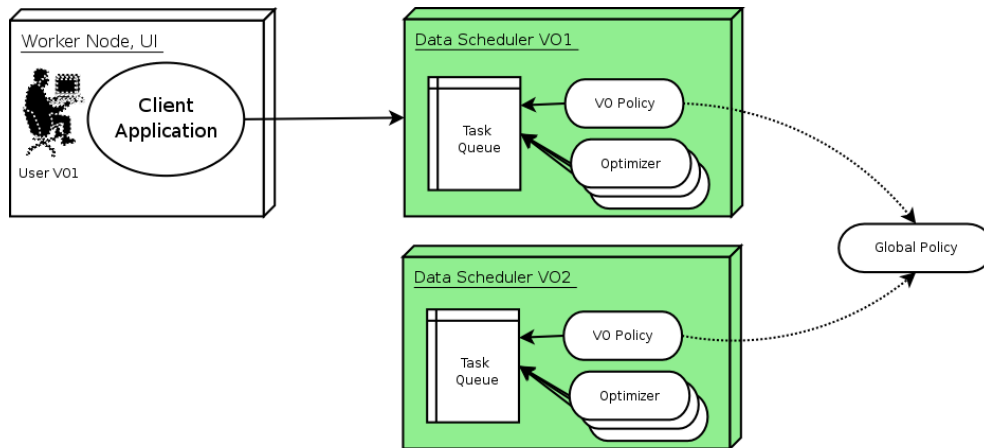 Worker Node, UI
Client
Application
User VO1
Data Scheduler VO1
Task
Queue
VO Policy
Optimizer
Global Policy
Data Scheduler VO2
Task
Queue
VO Policy
Optimizer